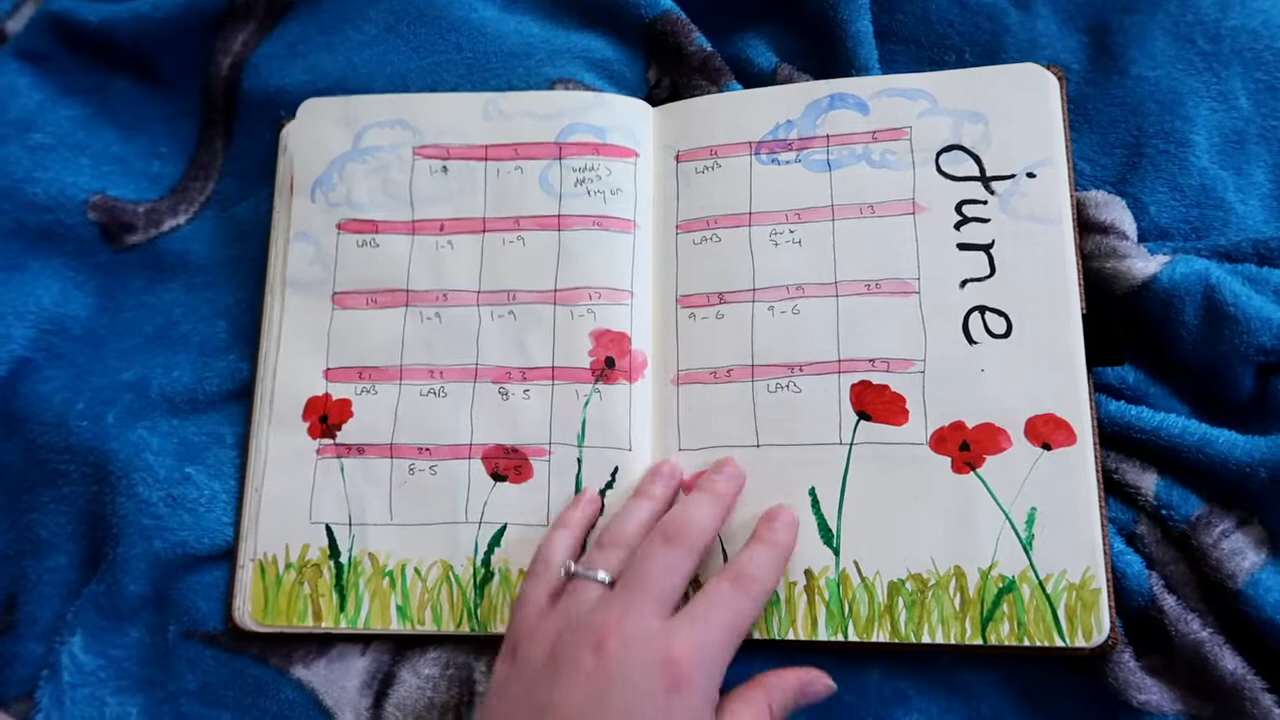 June
1 2 3 4 5 6
1-9 1-9 LAB 9-6
dress
try on
7 8 9 10 11 12 13
LAB 1-9 1-9 LAB
7-4
14 15 16 17 18 19 20
1-9 1-9 1-9 9-6 9-6
21 22 23 24 25 26 27
LAB LAB 8-5 1-9 LAB
28 29 30
8-5 8-5